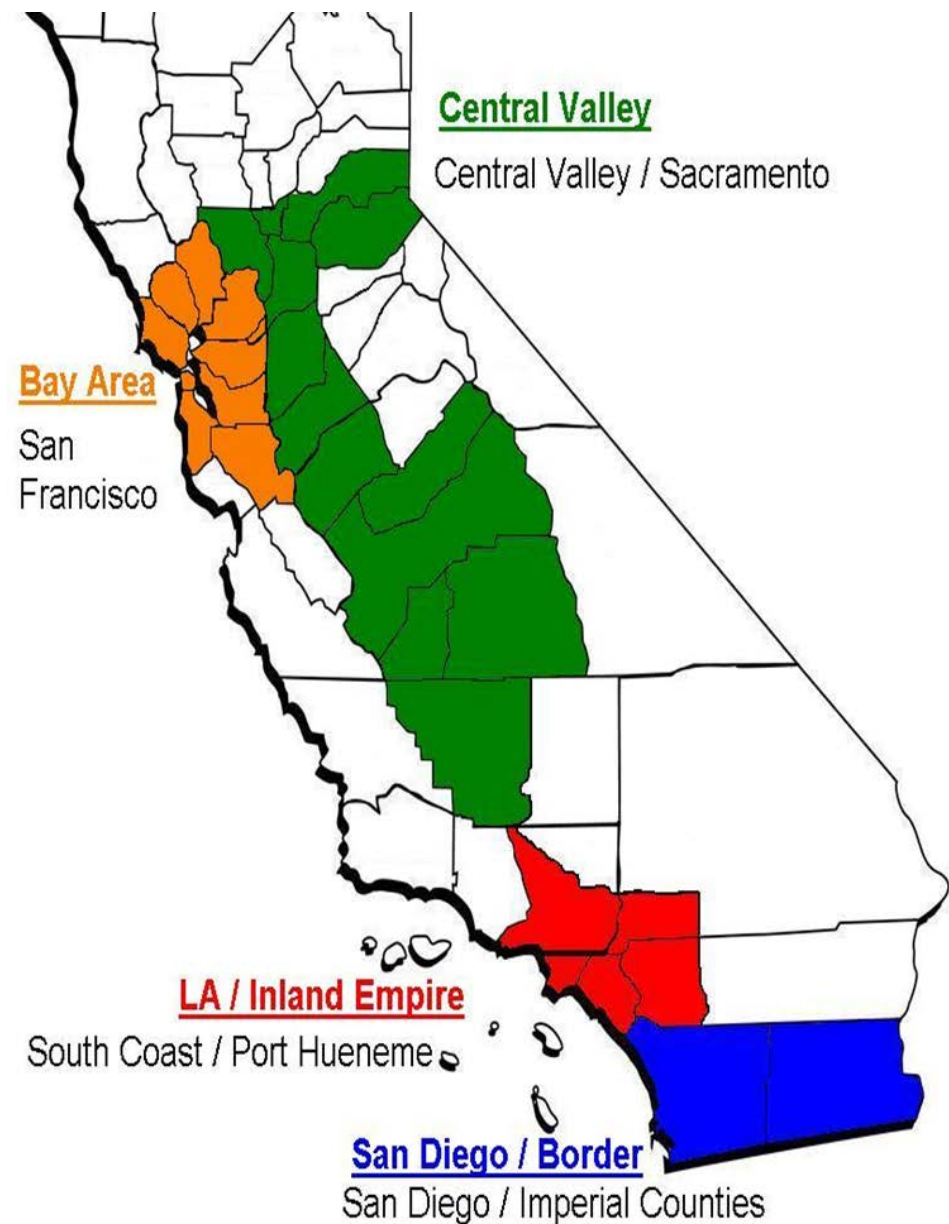 Central Valley
Central Valley / Sacramento
Bay Area
San
Francisco
LA / Inland Empire
South Coast / Port Hueneme
San Diego / Border
San Diego / Imperial Counties